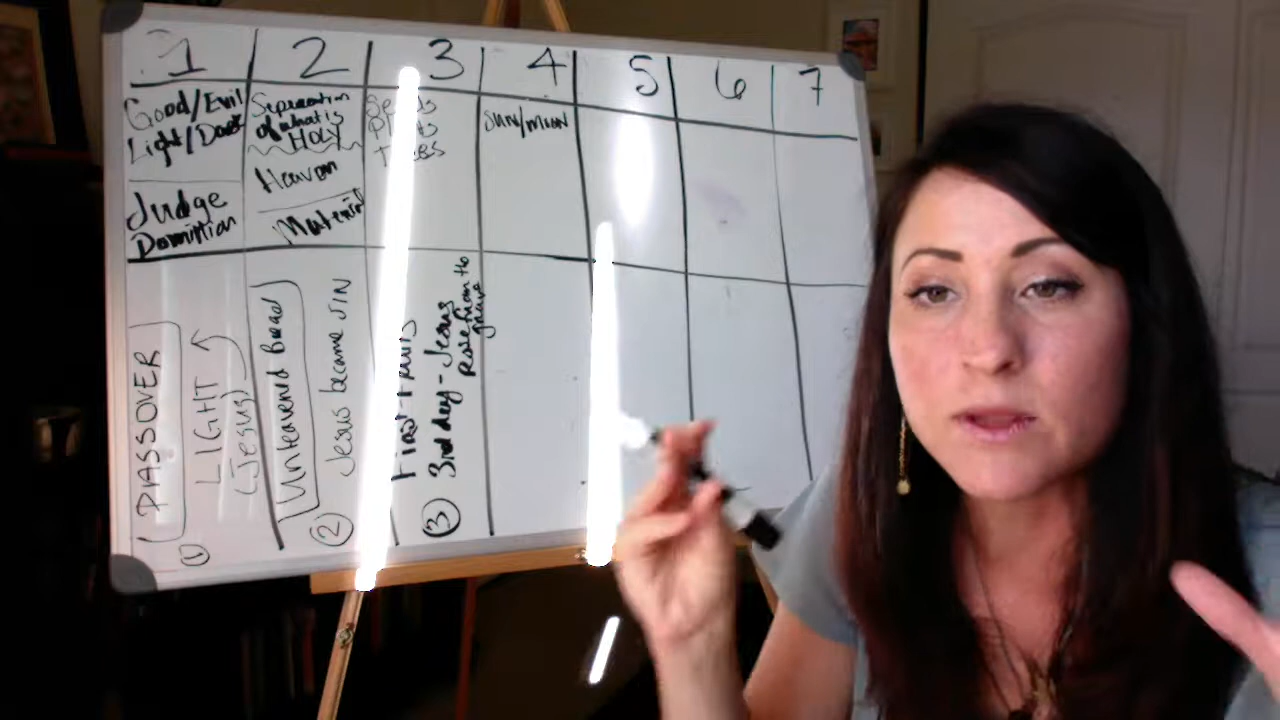 1 2 3 4 5 6 7
Good/Evil
Light/Dark
Judge
Dominian
Seperation
of what is
HOLY
Heaven
Material
Seeds
Plants
Trees
Sun/moon
PASSOVER
①
LIGHT
(Jesus)
Unleavened Bread
② Jesus became SIN
First Fruits
③ 3rd day - Jesus
Rose from the
grave